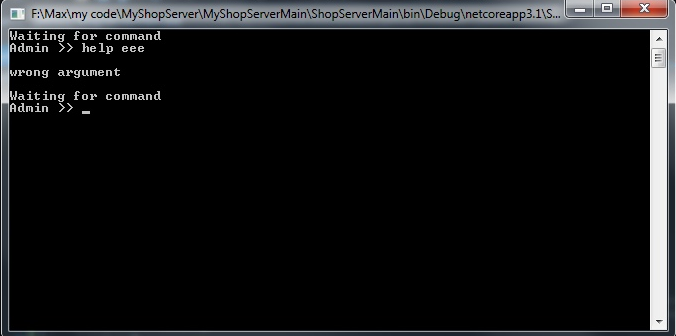 F:\Max\my code\MyShopServer\MyShopServerMain\ShopServerMain\bin\Debug\netcoreapp3.1\S...
Waiting for command
Admin >> help eee
wrong argument
Waiting for command
Admin >> _